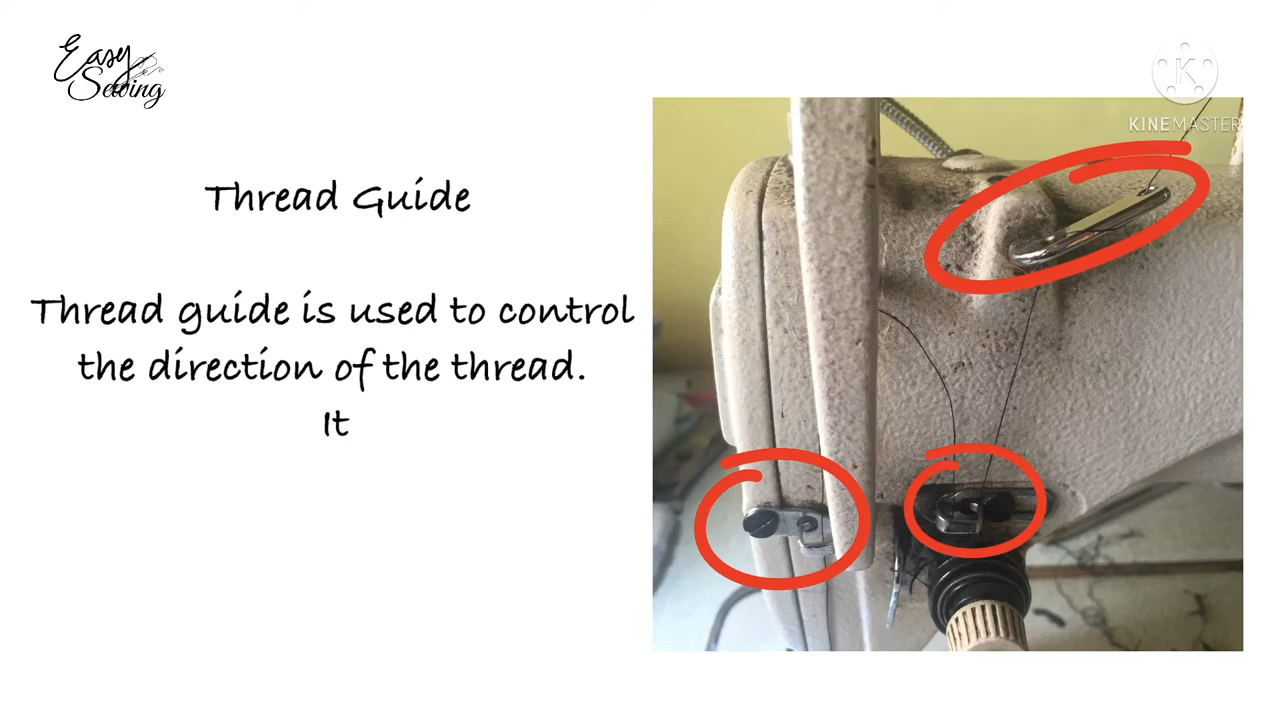 Easy
Sewing
K
KINEMASTER
Thread Guide
Thread guide is used to control
the direction of the thread.
It